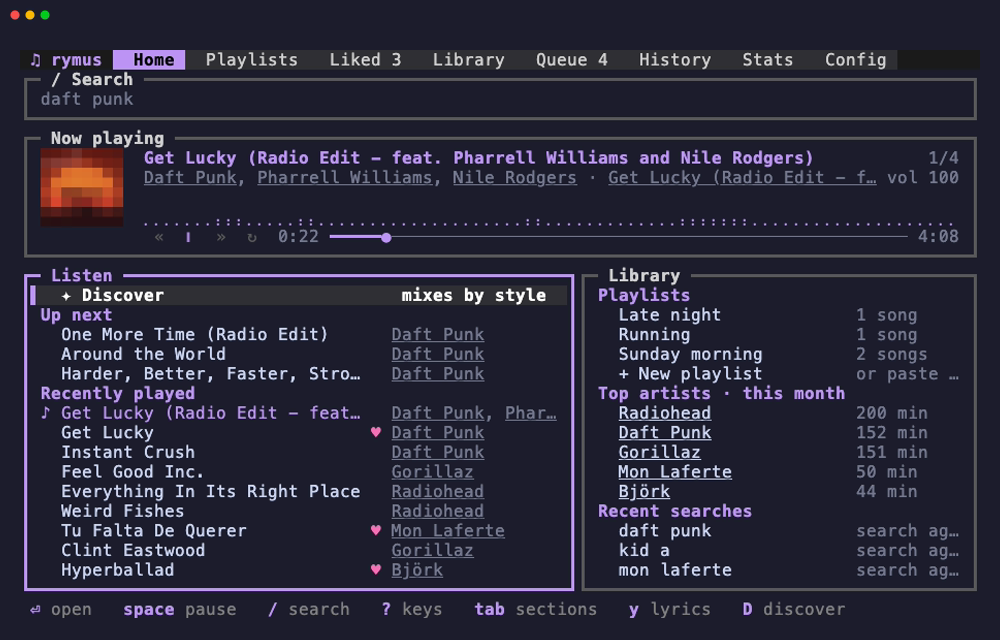 ♫ rymus Home Playlists Liked 3 Library Queue 4 History Stats Config
/ Search
daft punk
Now playing
Get Lucky (Radio Edit – feat. Pharrell Williams and Nile Rodgers) 1/4
Daft Punk, Pharrell Williams, Nile Rodgers · Get Lucky (Radio Edit – f… vol 100
« ‖ » ↻ 0:22 4:08
Listen
✦ Discover mixes by style
Up next
One More Time (Radio Edit) Daft Punk
Around the World Daft Punk
Harder, Better, Faster, Stro… Daft Punk
Recently played
♪ Get Lucky (Radio Edit – feat… Daft Punk, Phar…
Get Lucky ♥ Daft Punk
Instant Crush Daft Punk
Feel Good Inc. Gorillaz
Everything In Its Right Place Radiohead
Weird Fishes Radiohead
Tu Falta De Querer ♥ Mon Laferte
Clint Eastwood Gorillaz
Hyperballad ♥ Björk
Library
Playlists
Late night 1 song
Running 1 song
Sunday morning 2 songs
+ New playlist or paste …
Top artists · this month
Radiohead 200 min
Daft Punk 152 min
Gorillaz 151 min
Mon Laferte 50 min
Björk 44 min
Recent searches
daft punk search ag…
kid a search ag…
mon laferte search ag…
⏎ open space pause / search ? keys tab sections y lyrics D discover